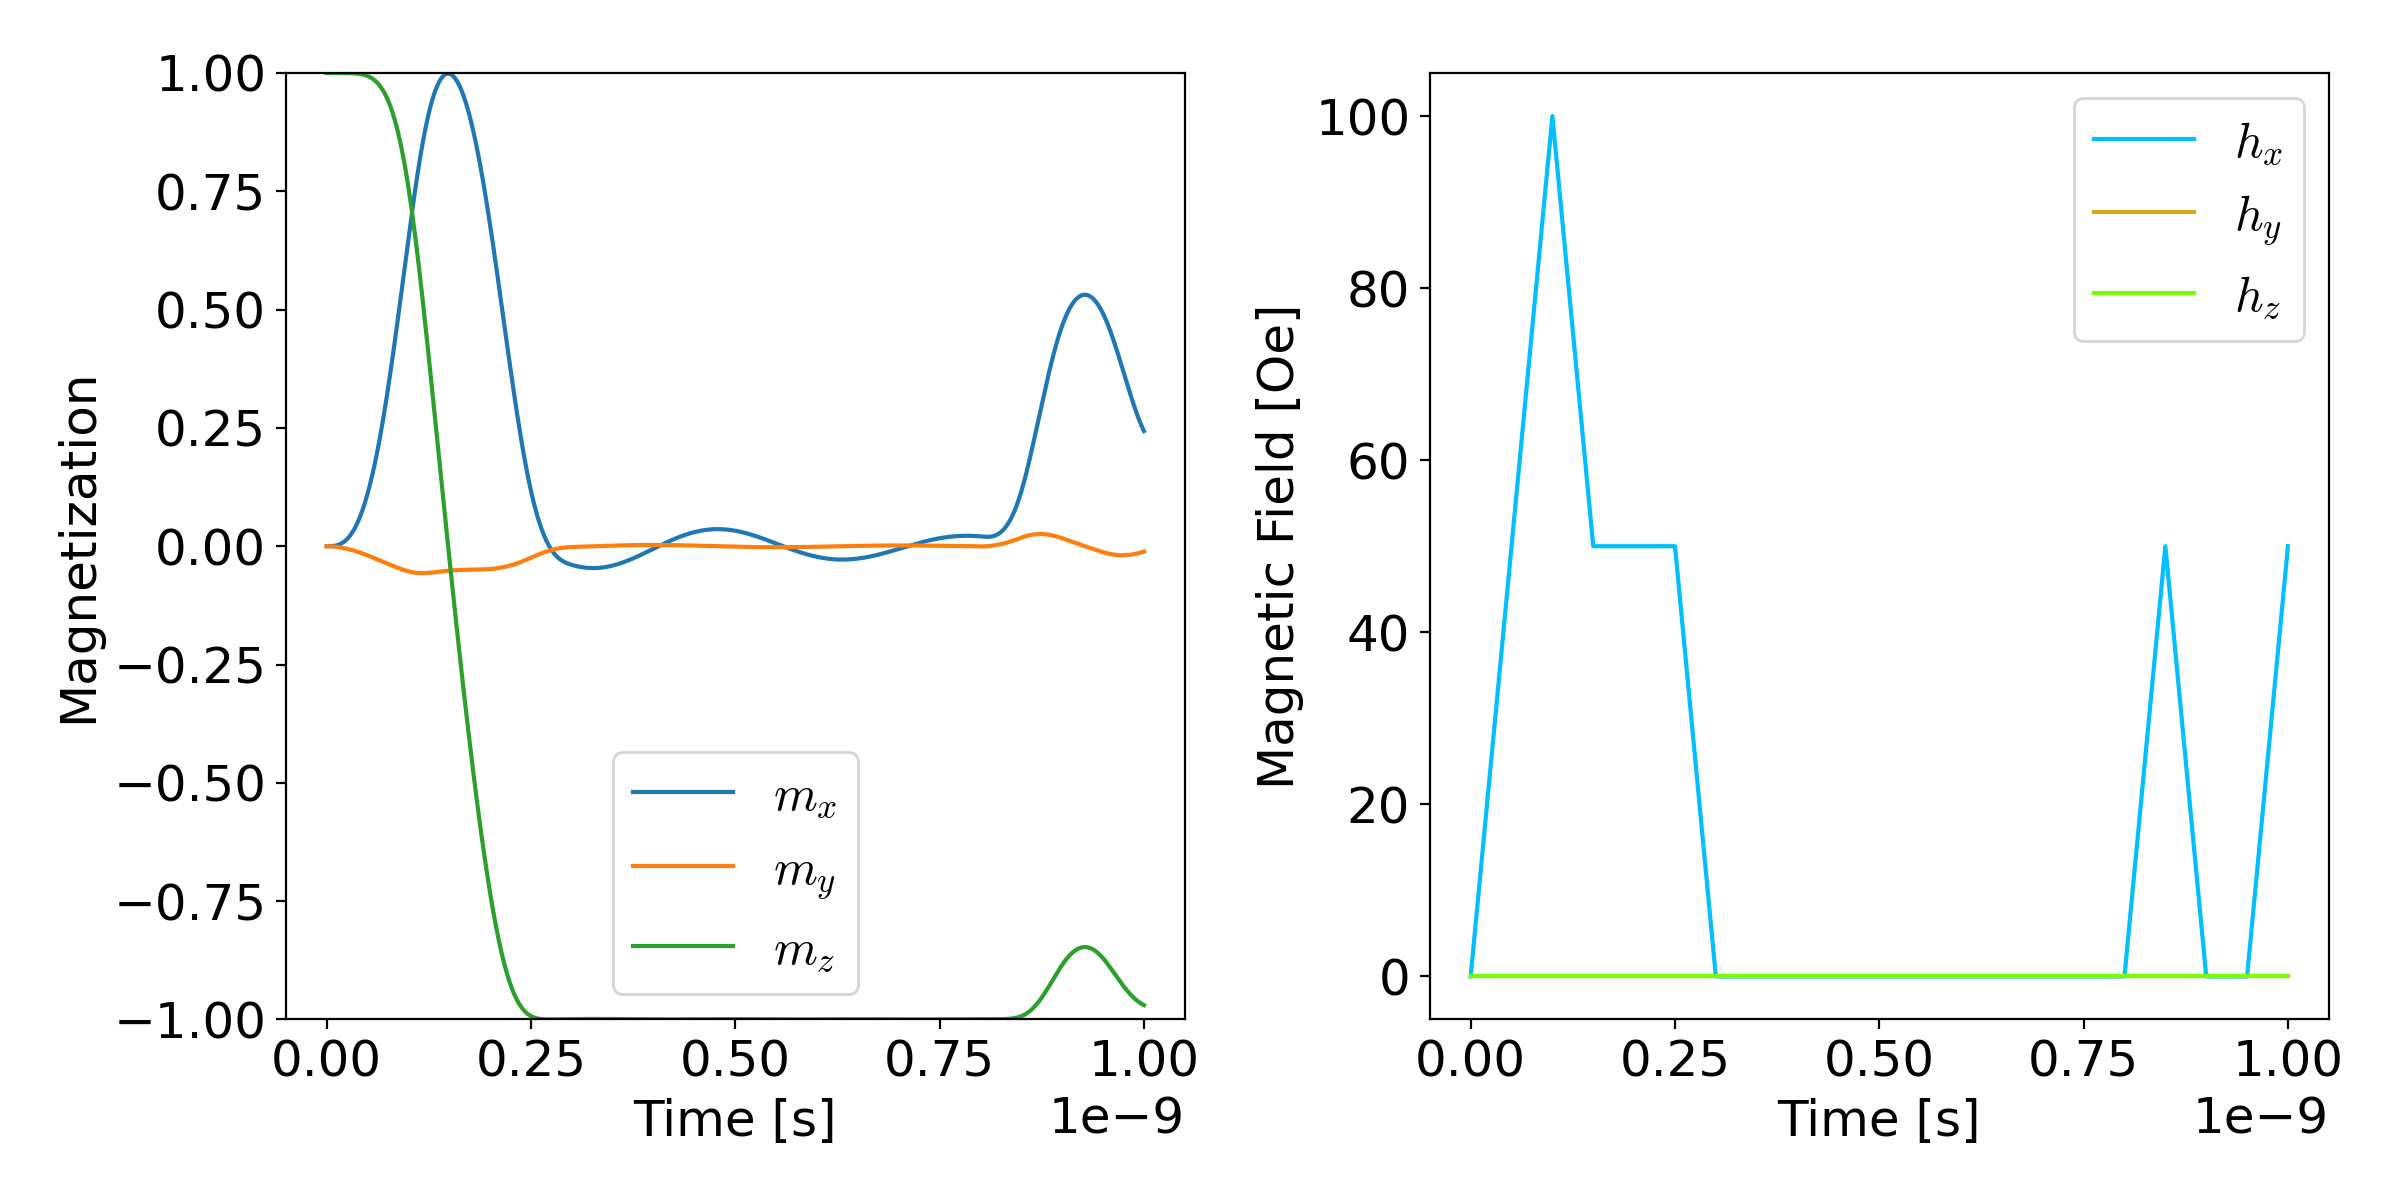 Magnetization
1.00
0.75
0.50
0.25
0.00
−0.25
−0.50
−0.75
−1.00
0.00 0.25 0.50 0.75 1.00
Time [s]
1e−9
m_x
m_y
m_z
Magnetic Field [Oe]
100
80
60
40
20
0
0.00 0.25 0.50 0.75 1.00
Time [s]
1e−9
h_x
h_y
h_z